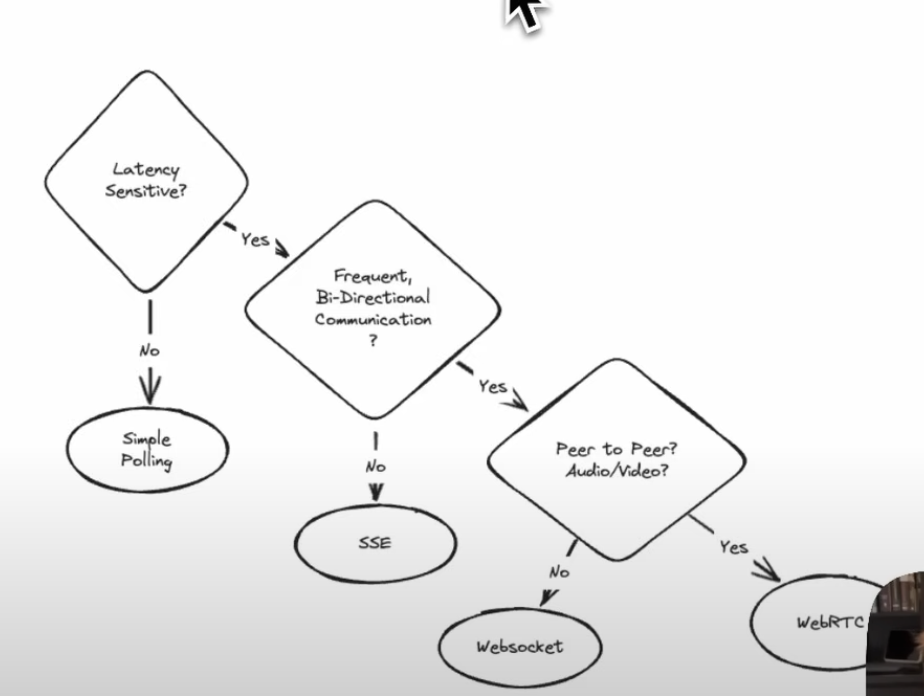 Latency
Sensitive?
Yes
No
Simple
Polling
Frequent,
Bi-Directional
Communication
?
Yes
No
SSE
Peer to Peer?
Audio/Video?
No
Yes
Websocket
WebRTC